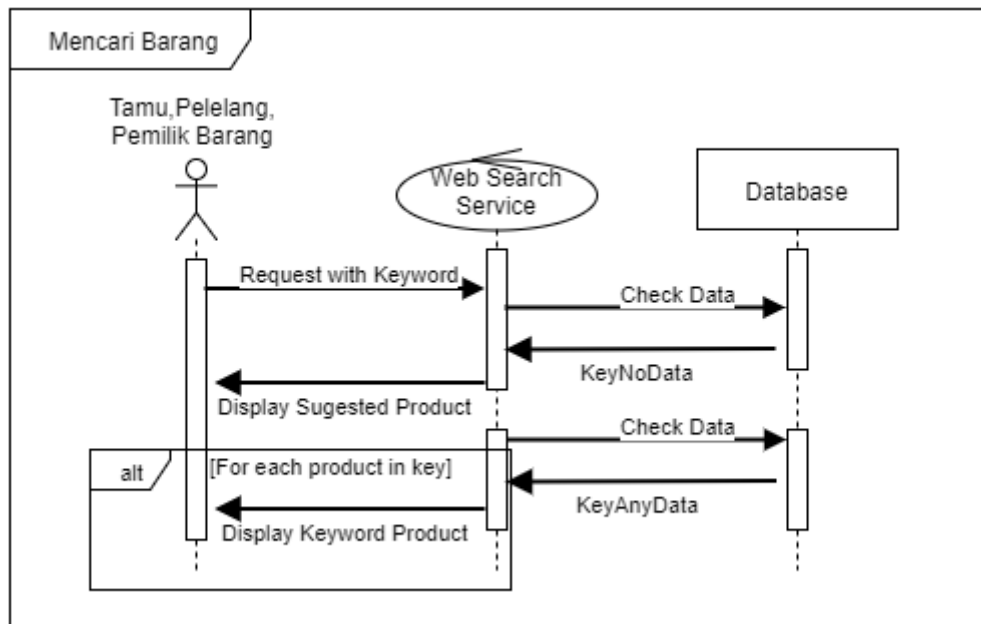 Mencari Barang
Tamu,Pelelang,
Pemilik Barang
Web Search
Service
Database
Request with Keyword
Check Data
KeyNoData
Display Sugested Product
Check Data
alt
[For each product in key]
KeyAnyData
Display Keyword Product